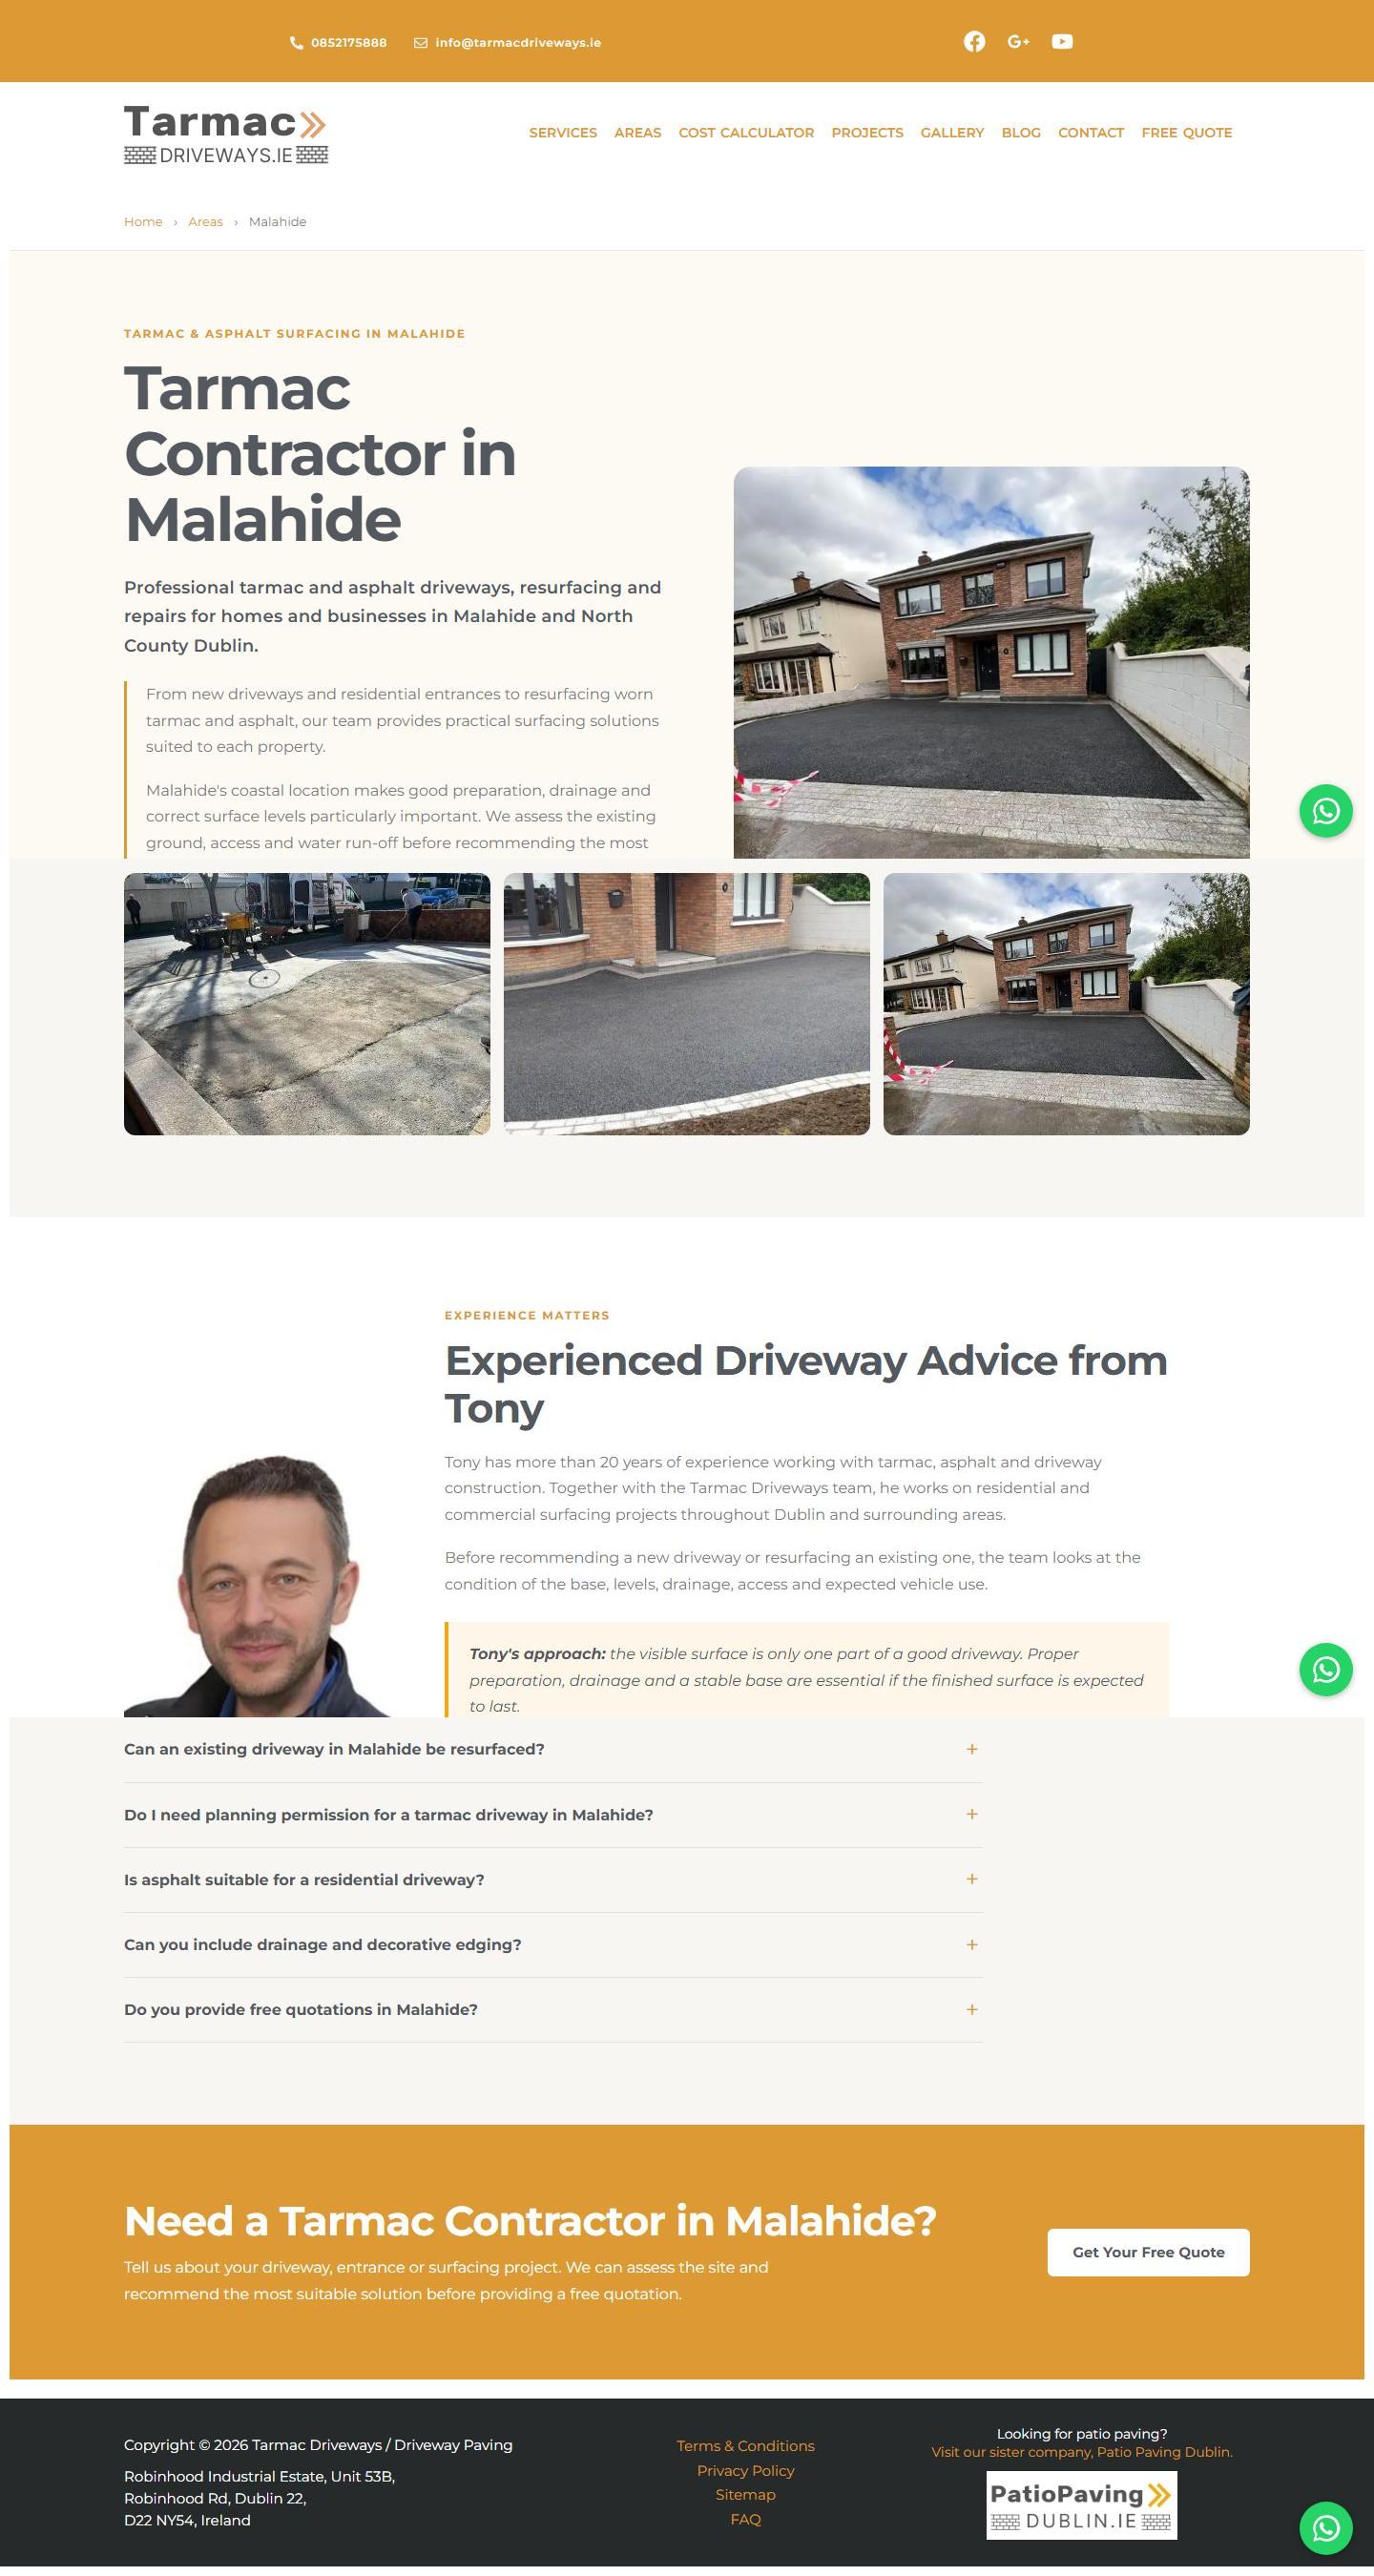 0852175888 info@tarmacdriveways.ie
Tarmac
DRIVEWAYS.IE
SERVICES AREAS COST CALCULATOR PROJECTS GALLERY BLOG CONTACT FREE QUOTE
Home › Areas › Malahide
TARMAC & ASPHALT SURFACING IN MALAHIDE
Tarmac
Contractor in
Malahide
Professional tarmac and asphalt driveways, resurfacing and
repairs for homes and businesses in Malahide and North
County Dublin.
From new driveways and residential entrances to resurfacing worn
tarmac and asphalt, our team provides practical surfacing solutions
suited to each property.
Malahide's coastal location makes good preparation, drainage and
correct surface levels particularly important. We assess the existing
ground, access and water run-off before recommending the most
EXPERIENCE MATTERS
Experienced Driveway Advice from
Tony
Tony has more than 20 years of experience working with tarmac, asphalt and driveway
construction. Together with the Tarmac Driveways team, he works on residential and
commercial surfacing projects throughout Dublin and surrounding areas.
Before recommending a new driveway or resurfacing an existing one, the team looks at the
condition of the base, levels, drainage, access and expected vehicle use.
Tony's approach: the visible surface is only one part of a good driveway. Proper
preparation, drainage and a stable base are essential if the finished surface is expected
to last.
Can an existing driveway in Malahide be resurfaced? +
Do I need planning permission for a tarmac driveway in Malahide? +
Is asphalt suitable for a residential driveway? +
Can you include drainage and decorative edging? +
Do you provide free quotations in Malahide? +
Need a Tarmac Contractor in Malahide?
Tell us about your driveway, entrance or surfacing project. We can assess the site and
recommend the most suitable solution before providing a free quotation.
Get Your Free Quote
Copyright © 2026 Tarmac Driveways / Driveway Paving
Robinhood Industrial Estate, Unit 53B,
Robinhood Rd, Dublin 22,
D22 NY54, Ireland
Terms & Conditions
Privacy Policy
Sitemap
FAQ
Looking for patio paving?
Visit our sister company, Patio Paving Dublin.
PatioPaving
DUBLIN.IE